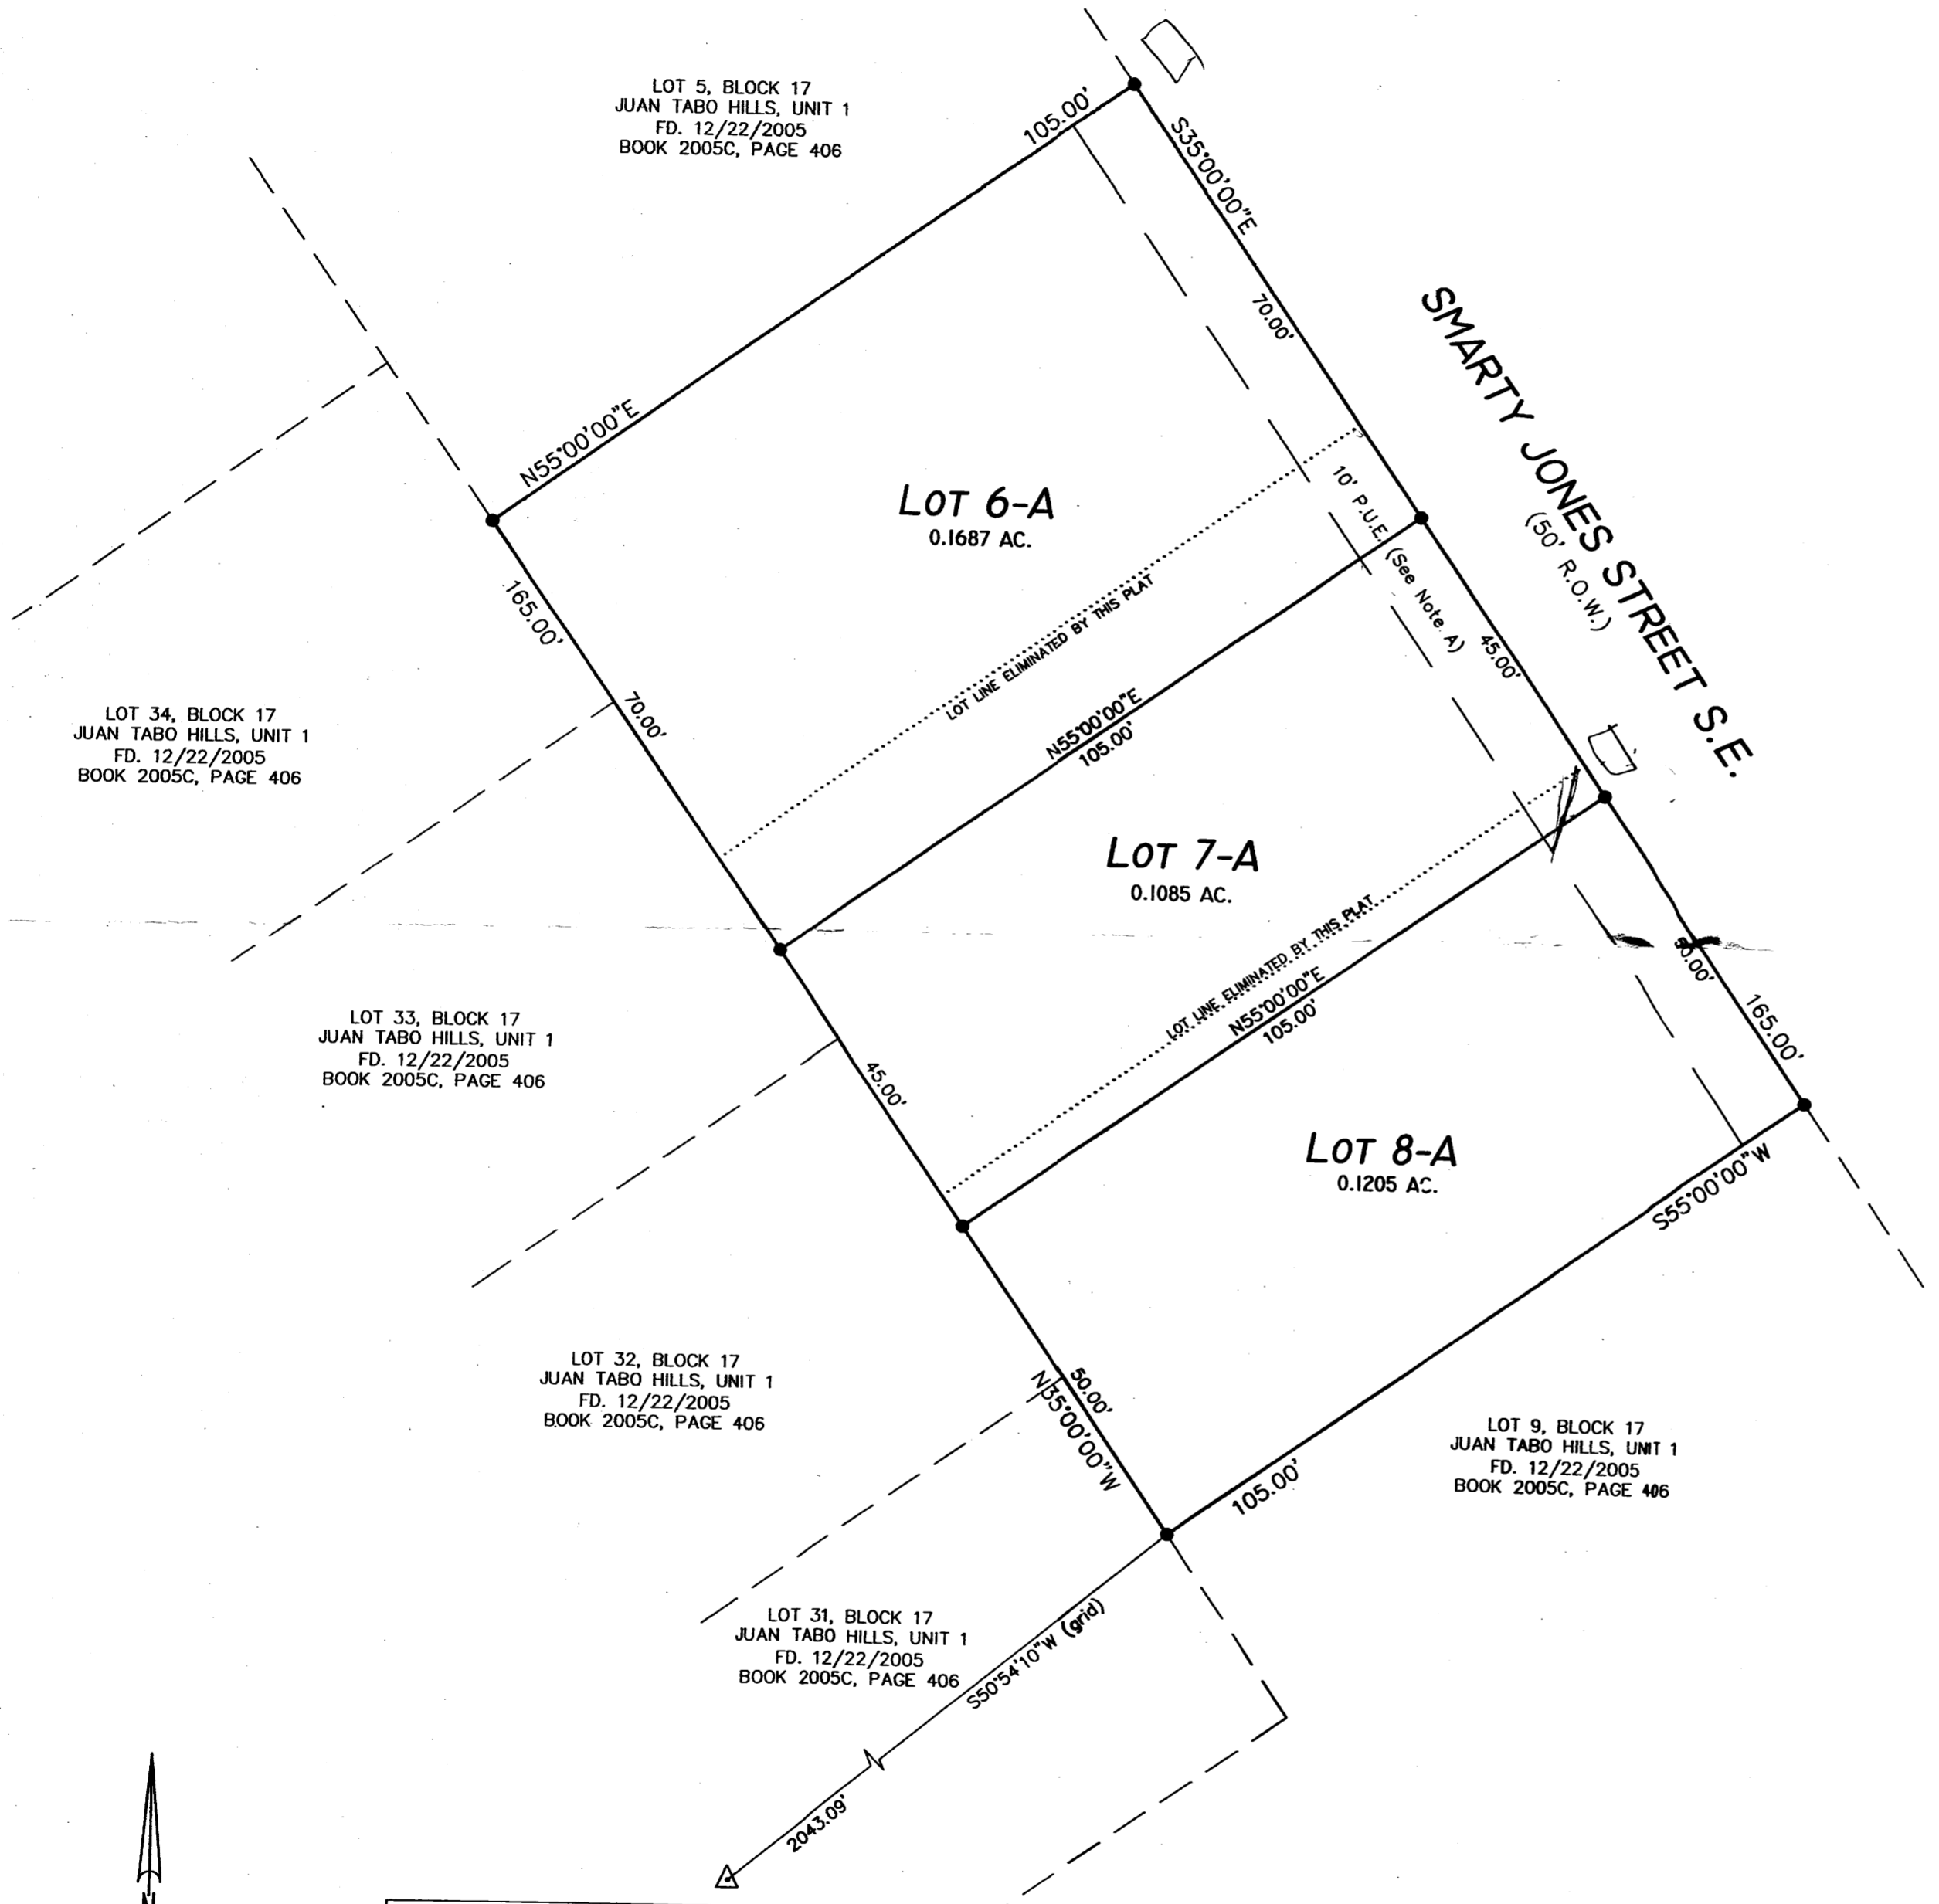 LOT 5, BLOCK 17
JUAN TABO HILLS, UNIT 1
FD. 12/22/2005
BOOK 2005C, PAGE 406
105.00'
S35°00'00"E
70.00'
N55°00'00"E
SMARTY JONES STREET S.E.
(50' R.O.W.)
LOT 6-A
0.1687 AC.
10' P.U.E. (See Note A)
165.00'
LOT LINE ELIMINATED BY THIS PLAT
45.00'
70.00'
N55°00'00"E
105.00'
LOT 34, BLOCK 17
JUAN TABO HILLS, UNIT 1
FD. 12/22/2005
BOOK 2005C, PAGE 406
LOT 7-A
0.1085 AC.
LOT LINE ELIMINATED BY THIS PLAT
N55°00'00"E
105.00'
50.00'
165.00'
LOT 33, BLOCK 17
JUAN TABO HILLS, UNIT 1
FD. 12/22/2005
BOOK 2005C, PAGE 406
45.00'
LOT 8-A
0.1205 AC.
S55°00'00"W
LOT 32, BLOCK 17
JUAN TABO HILLS, UNIT 1
FD. 12/22/2005
BOOK 2005C, PAGE 406
50.00'
N35°00'00"W
LOT 9, BLOCK 17
JUAN TABO HILLS, UNIT 1
FD. 12/22/2005
BOOK 2005C, PAGE 406
105.00'
LOT 31, BLOCK 17
JUAN TABO HILLS, UNIT 1
FD. 12/22/2005
BOOK 2005C, PAGE 406
S50°54'10"W (grid)
2043.09'
N